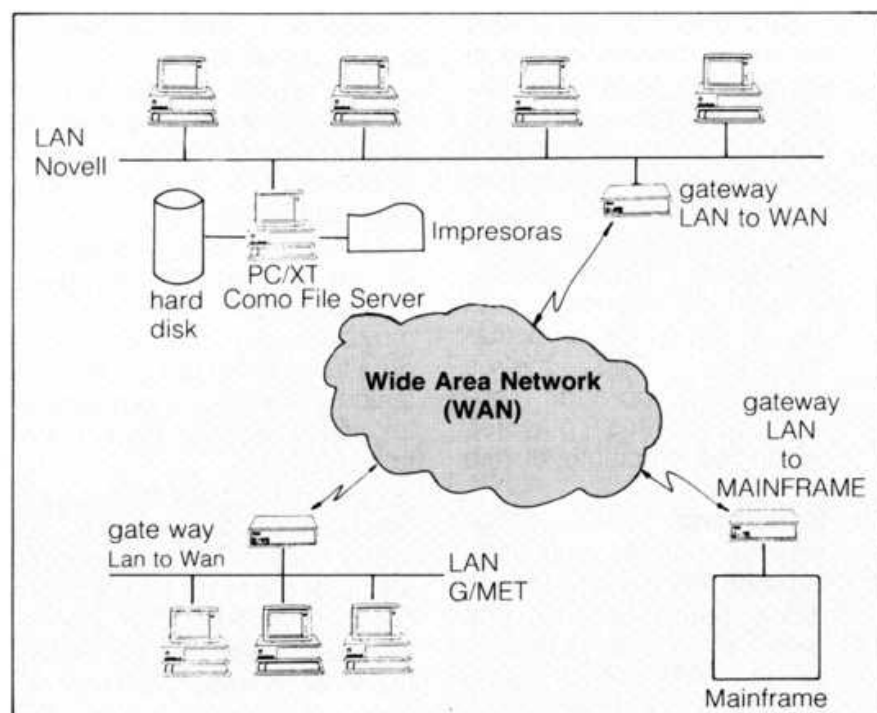 LAN
Novell
gateway
LAN to WAN
Impresoras
PC/XT
Como File Server
hard
disk
Wide Area Network
(WAN)
gateway
LAN
to
MAINFRAME
gate way
Lan to Wan
LAN
G/MET
Mainframe